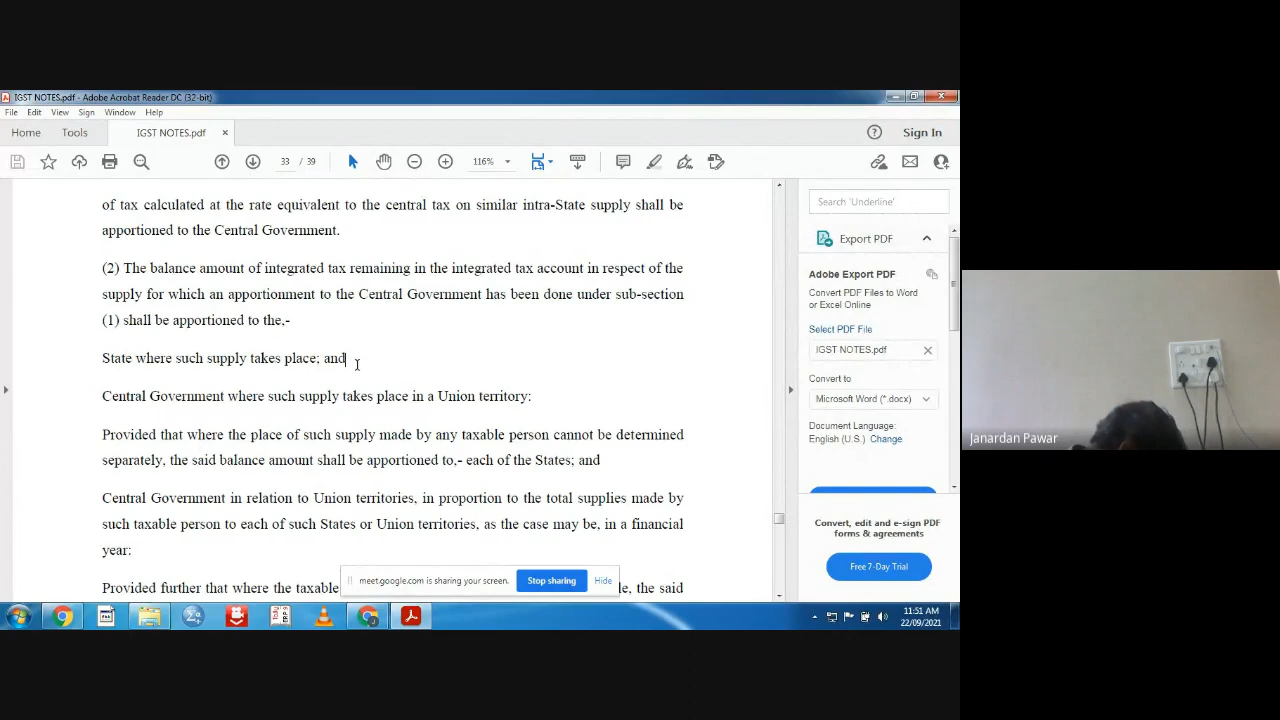 IGST NOTES.pdf - Adobe Acrobat Reader DC (32-bit)
File Edit View Sign Window Help
Home Tools IGST NOTES.pdf × Sign In
33 / 39 116%
of tax calculated at the rate equivalent to the central tax on similar intra-State supply shall be
apportioned to the Central Government.
(2) The balance amount of integrated tax remaining in the integrated tax account in respect of the
supply for which an apportionment to the Central Government has been done under sub-section
(1) shall be apportioned to the,-
State where such supply takes place; and
Central Government where such supply takes place in a Union territory:
Provided that where the place of such supply made by any taxable person cannot be determined
separately, the said balance amount shall be apportioned to,- each of the States; and
Central Government in relation to Union territories, in proportion to the total supplies made by
such taxable person to each of such States or Union territories, as the case may be, in a financial
year:
Provided further that where the taxable
le, the said
meet.google.com is sharing your screen. Stop sharing Hide
Search 'Underline'
Export PDF
Adobe Export PDF
Convert PDF Files to Word
or Excel Online
Select PDF File
IGST NOTES.pdf
Convert to
Microsoft Word (*.docx)
Document Language:
English (U.S.) Change
Convert, edit and e-sign PDF
forms & agreements
Free 7-Day Trial
11:51 AM
22/09/2021
Janardan Pawar